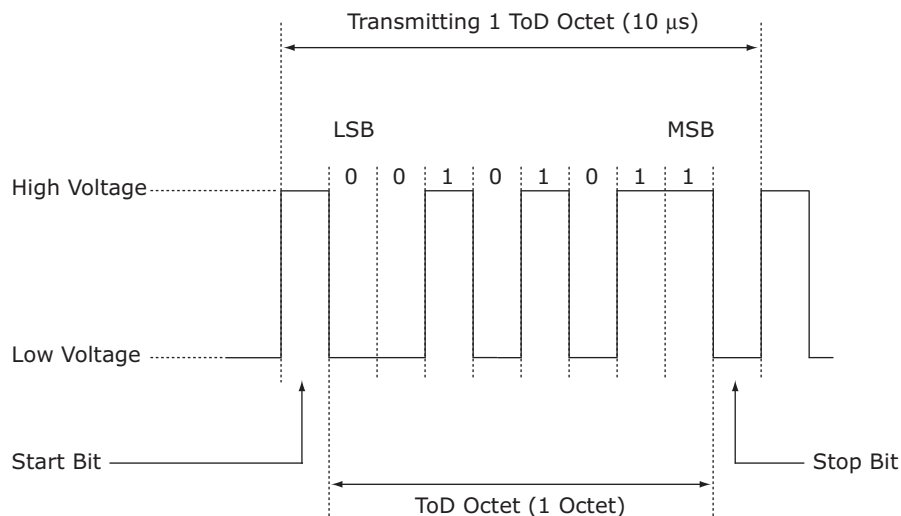 Transmitting 1 ToD Octet (10 μs)
LSB MSB
0 0 1 0 1 0 1 1
High Voltage
Low Voltage
Start Bit
Stop Bit
ToD Octet (1 Octet)